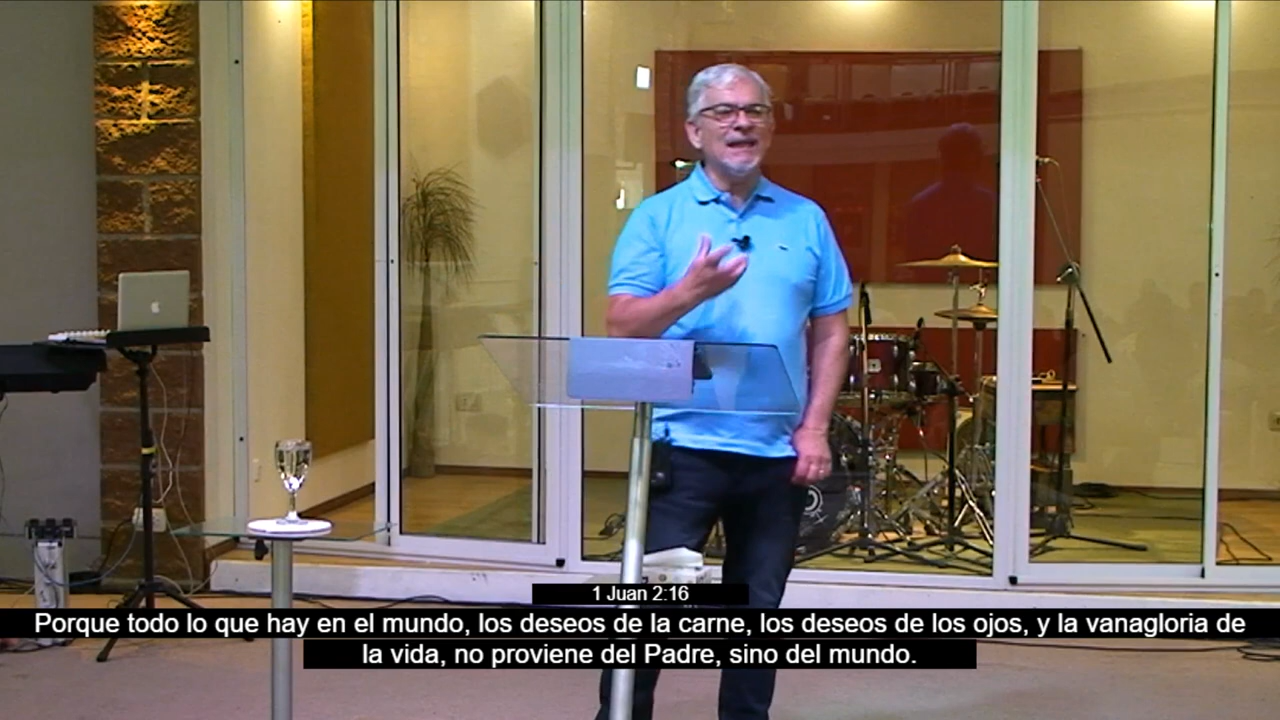 1 Juan 2:16
Porque todo lo que hay en el mundo, los deseos de la carne, los deseos de los ojos, y la vanagloria de
la vida, no proviene del Padre, sino del mundo.